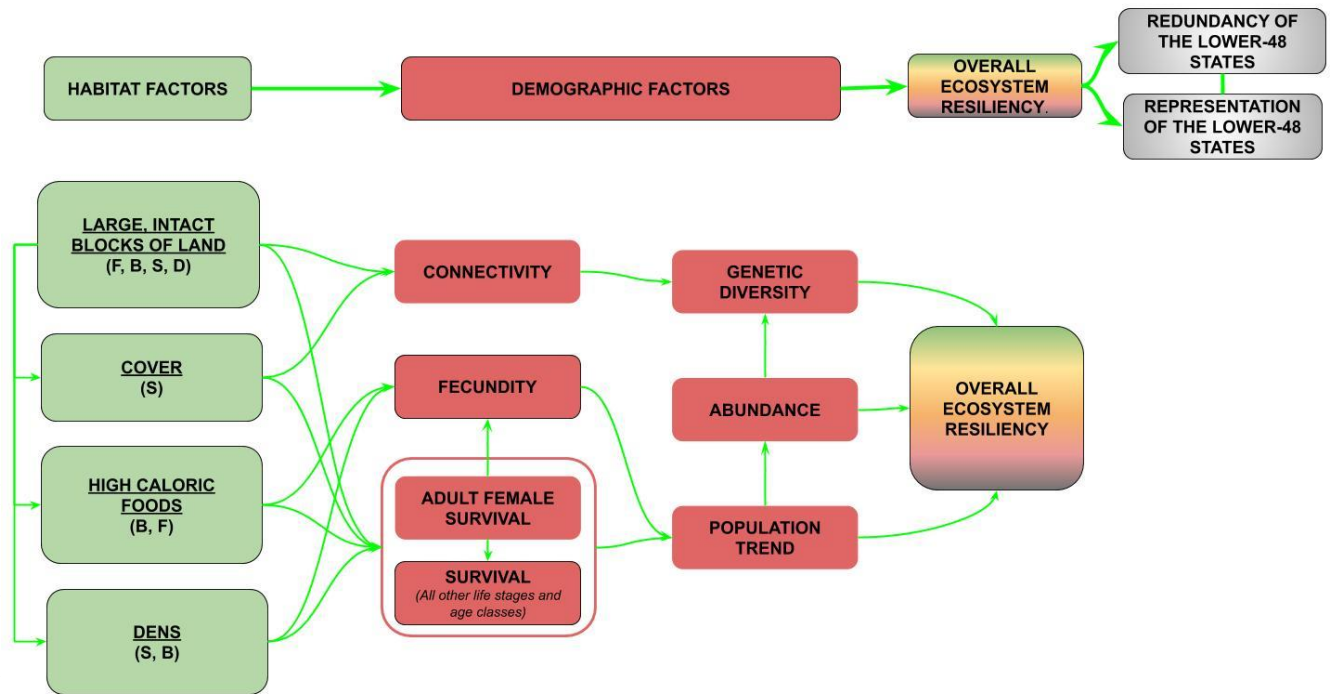 HABITAT FACTORS
DEMOGRAPHIC FACTORS
OVERALL
ECOSYSTEM
RESILIENCY.
REDUNDANCY OF
THE LOWER-48
STATES
REPRESENTATION
OF THE LOWER-48
STATES
LARGE, INTACT
BLOCKS OF LAND
(F, B, S, D)
COVER
(S)
HIGH CALORIC
FOODS
(B, F)
DENS
(S, B)
CONNECTIVITY
FECUNDITY
ADULT FEMALE
SURVIVAL
SURVIVAL
(All other life stages and
age classes)
GENETIC
DIVERSITY
ABUNDANCE
POPULATION
TREND
OVERALL
ECOSYSTEM
RESILIENCY